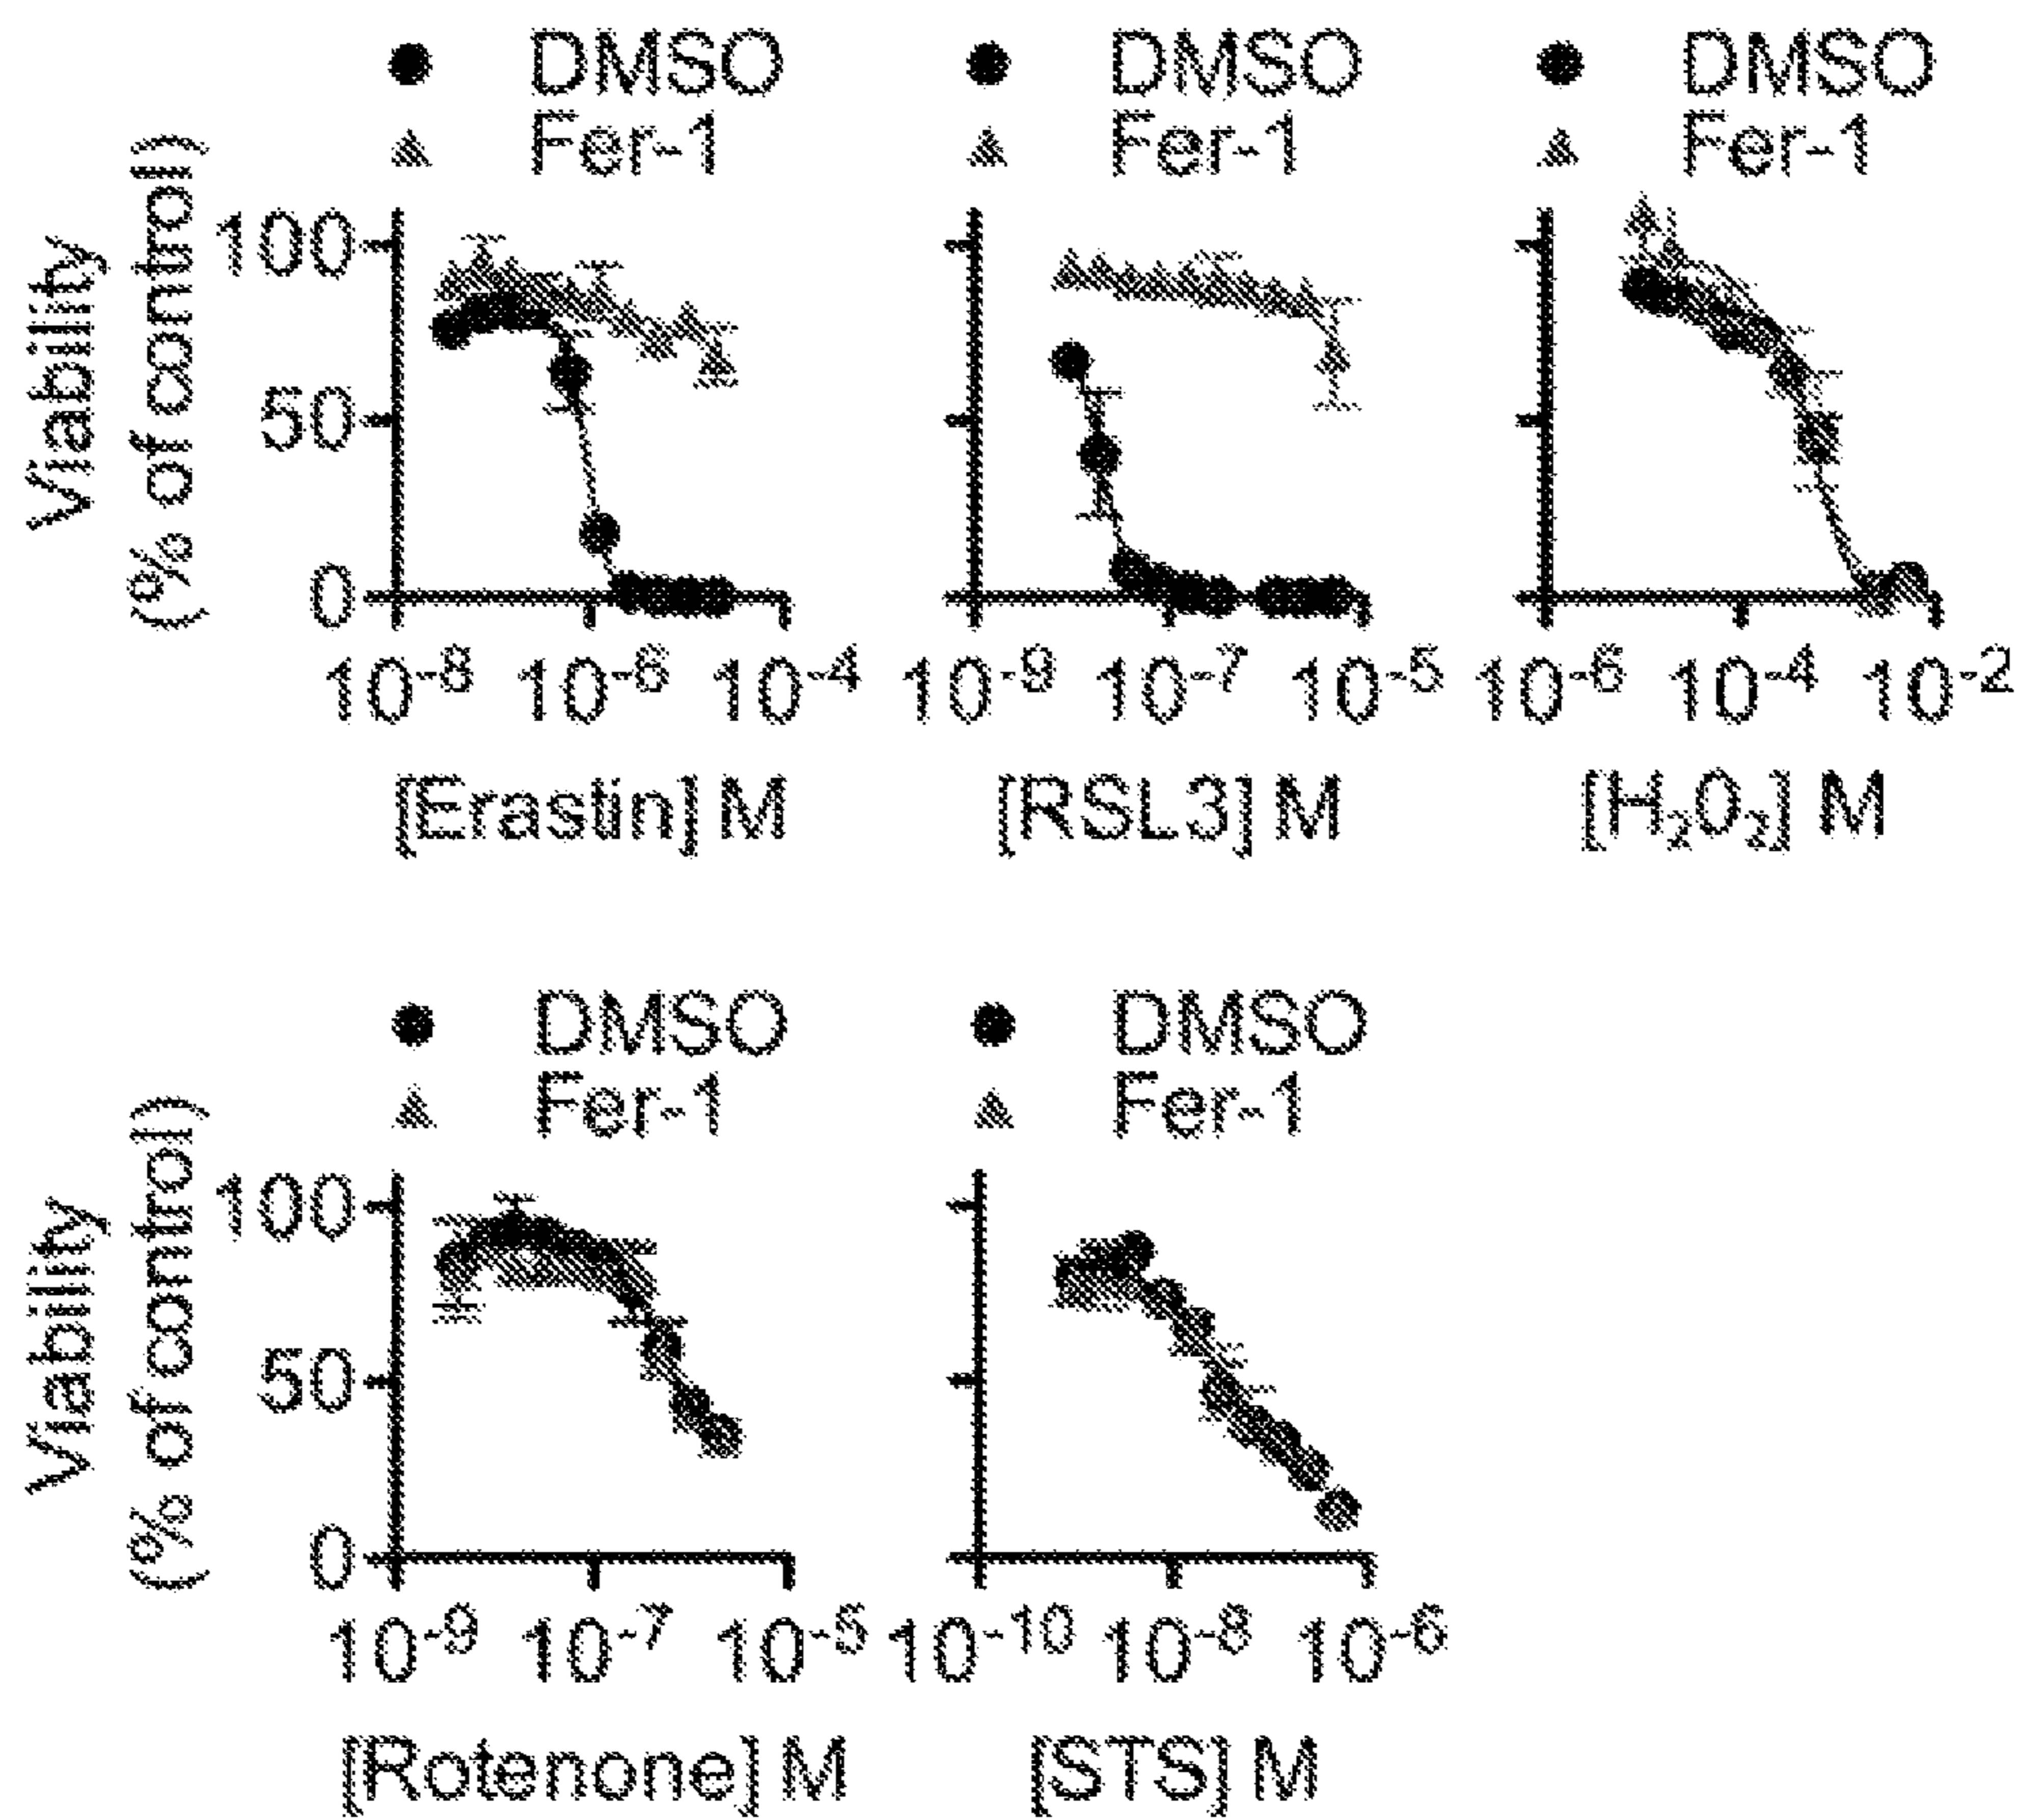 DMSO
Fer-1
DMSO
Fer-1
DMSO
Fer-1
Viability
(% of control)
100
50
0
10⁻⁸ 10⁻⁶ 10⁻⁴
[Erastin] M
10⁻⁹ 10⁻⁷ 10⁻⁵
[RSL3] M
10⁻⁶ 10⁻⁴ 10⁻²
[H₂0₂] M
DMSO
Fer-1
DMSO
Fer-1
Viability
(% of control)
100
50
0
10⁻⁹ 10⁻⁷ 10⁻⁵
[Rotenone] M
10⁻¹⁰ 10⁻⁸ 10⁻⁶
[STS] M